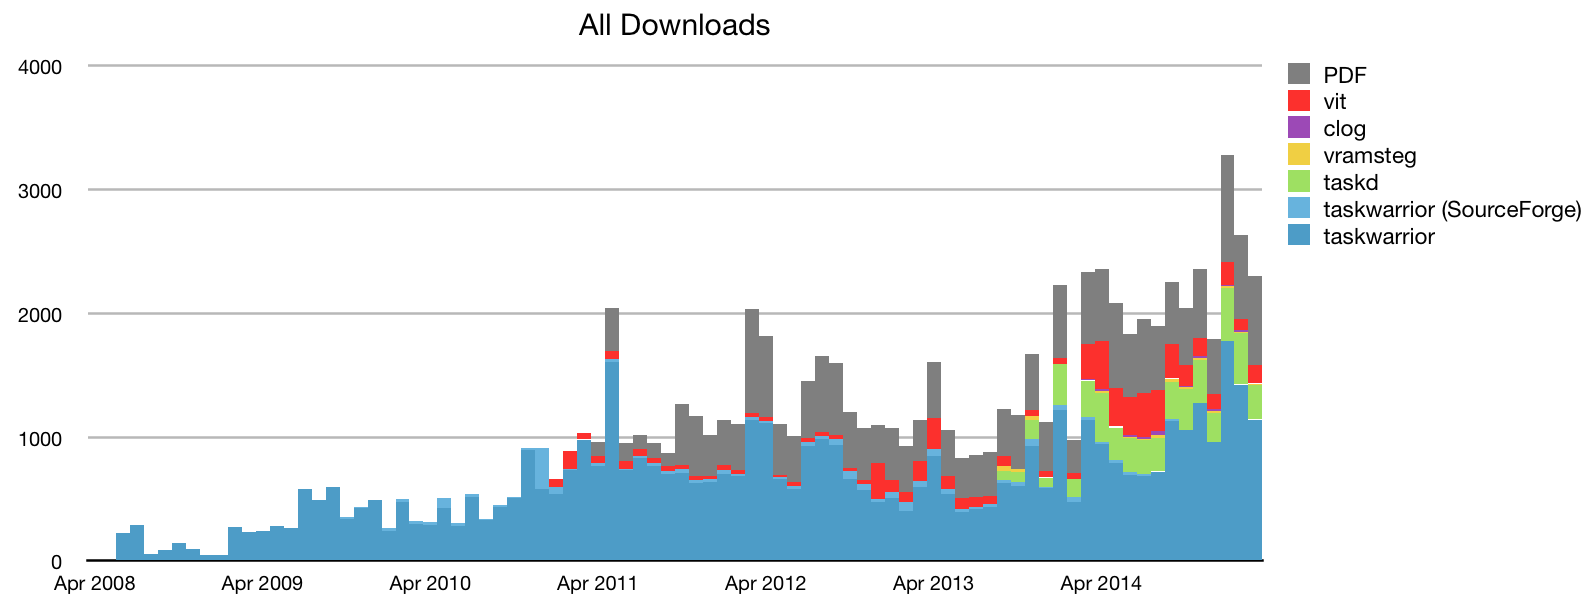 All Downloads
4000
3000
2000
1000
0
Apr 2008
Apr 2009
Apr 2010
Apr 2011
Apr 2012
Apr 2013
Apr 2014
PDF
vit
clog
vramsteg
taskd
taskwarrior (SourceForge)
taskwarrior